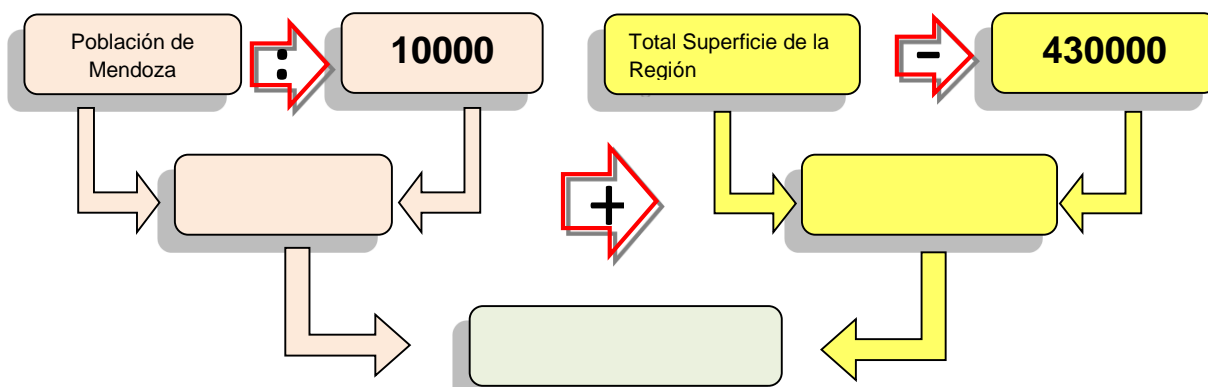 Población de
Mendoza
:
10000
Total Superficie de la
Región
-
430000
+